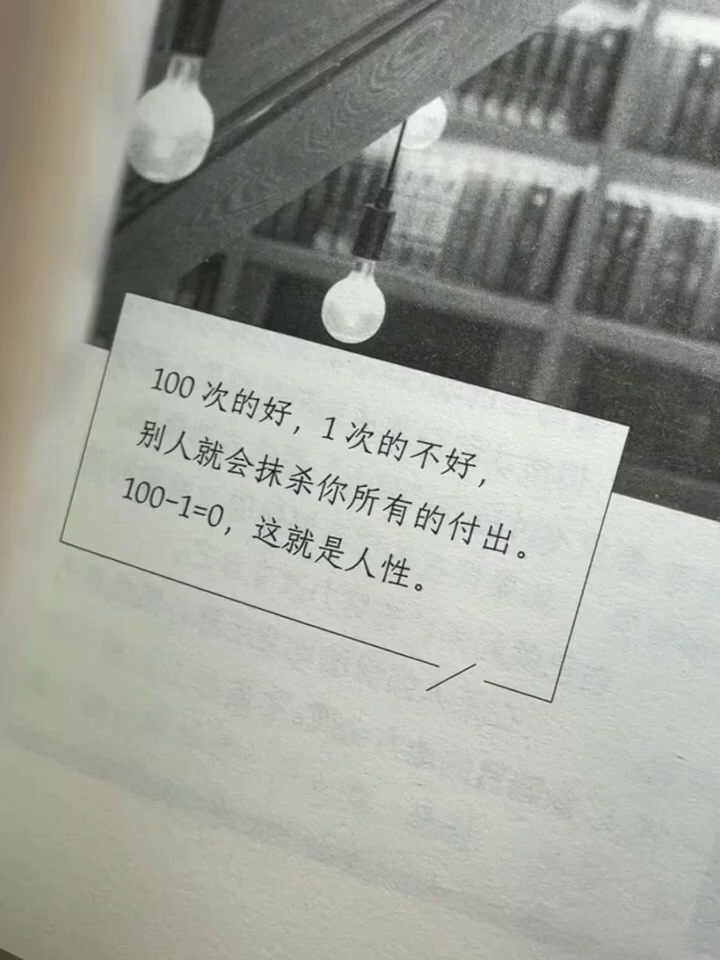 100 次的好，1 次的不好，
别人就会抹杀你所有的付出。
100-1=0，这就是人性。